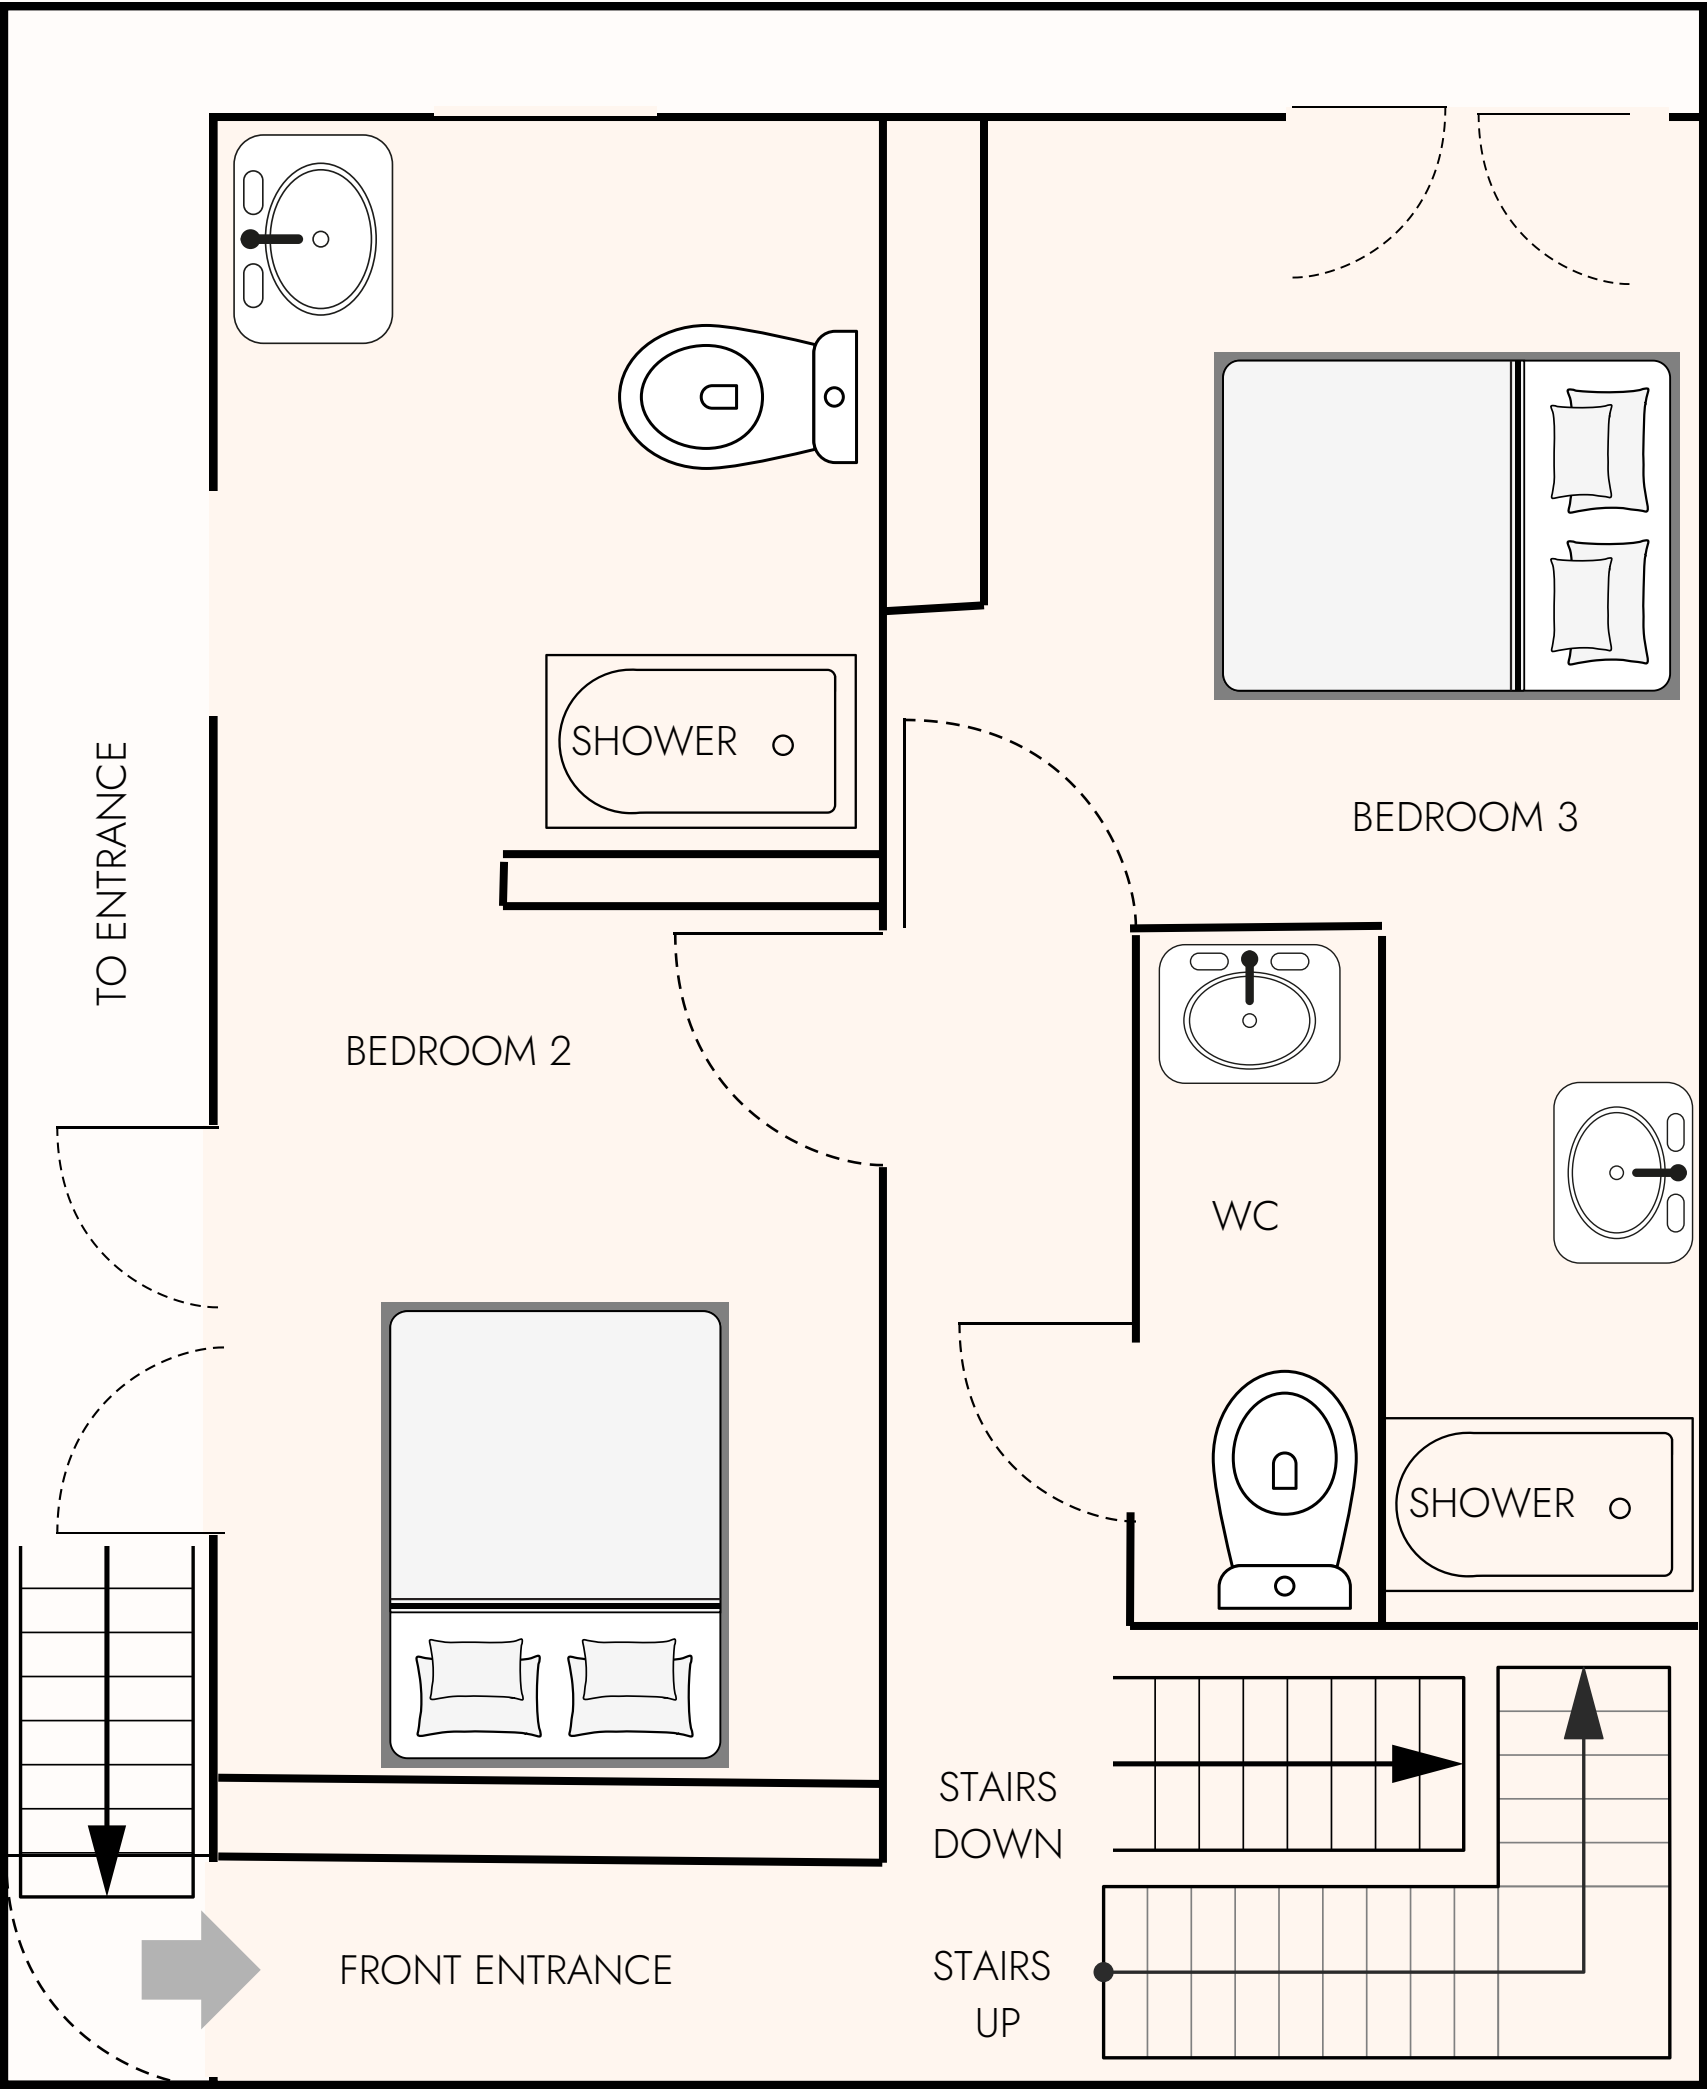 SHOWER
BEDROOM 3
TO ENTRANCE
BEDROOM 2
WC
SHOWER
STAIRS
DOWN
FRONT ENTRANCE
STAIRS
UP